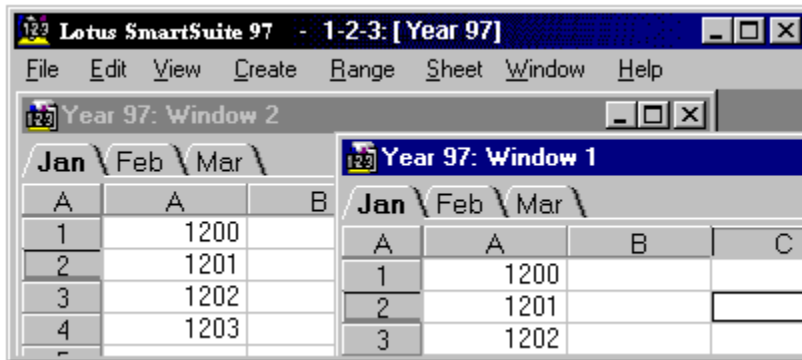 Lotus SmartSuite 97 - 1-2-3: [ Year 97]
File Edit View Create Range Sheet Window Help
Year 97: Window 2
Jan Feb Mar
A A B
1 1200
2 1201
3 1202
4 1203
Year 97: Window 1
Jan Feb Mar
A A B C
1 1200
2 1201
3 1202